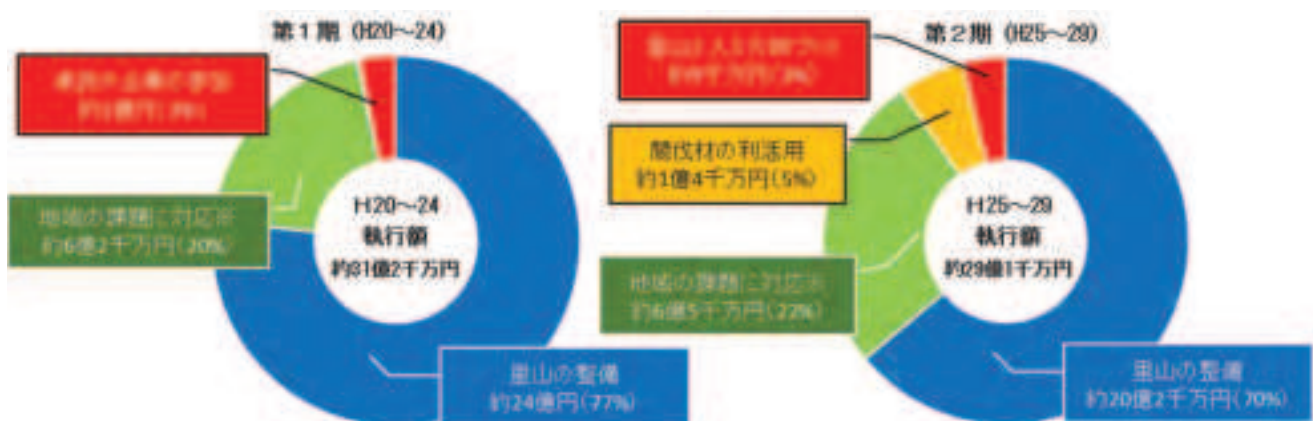 第1期 (H20～24)
約1億円(3%)
地域の課題に対応※
約6億2千万円(20%)
H20～24
執行額
約31億2千万円
里山の整備
約24億円(77%)
第2期 (H25～29)
間伐材の利活用
約1億4千万円(5%)
地域の課題に対応※
約6億5千万円(22%)
H25～29
執行額
約29億1千万円
里山の整備
約20億2千万円(70%)